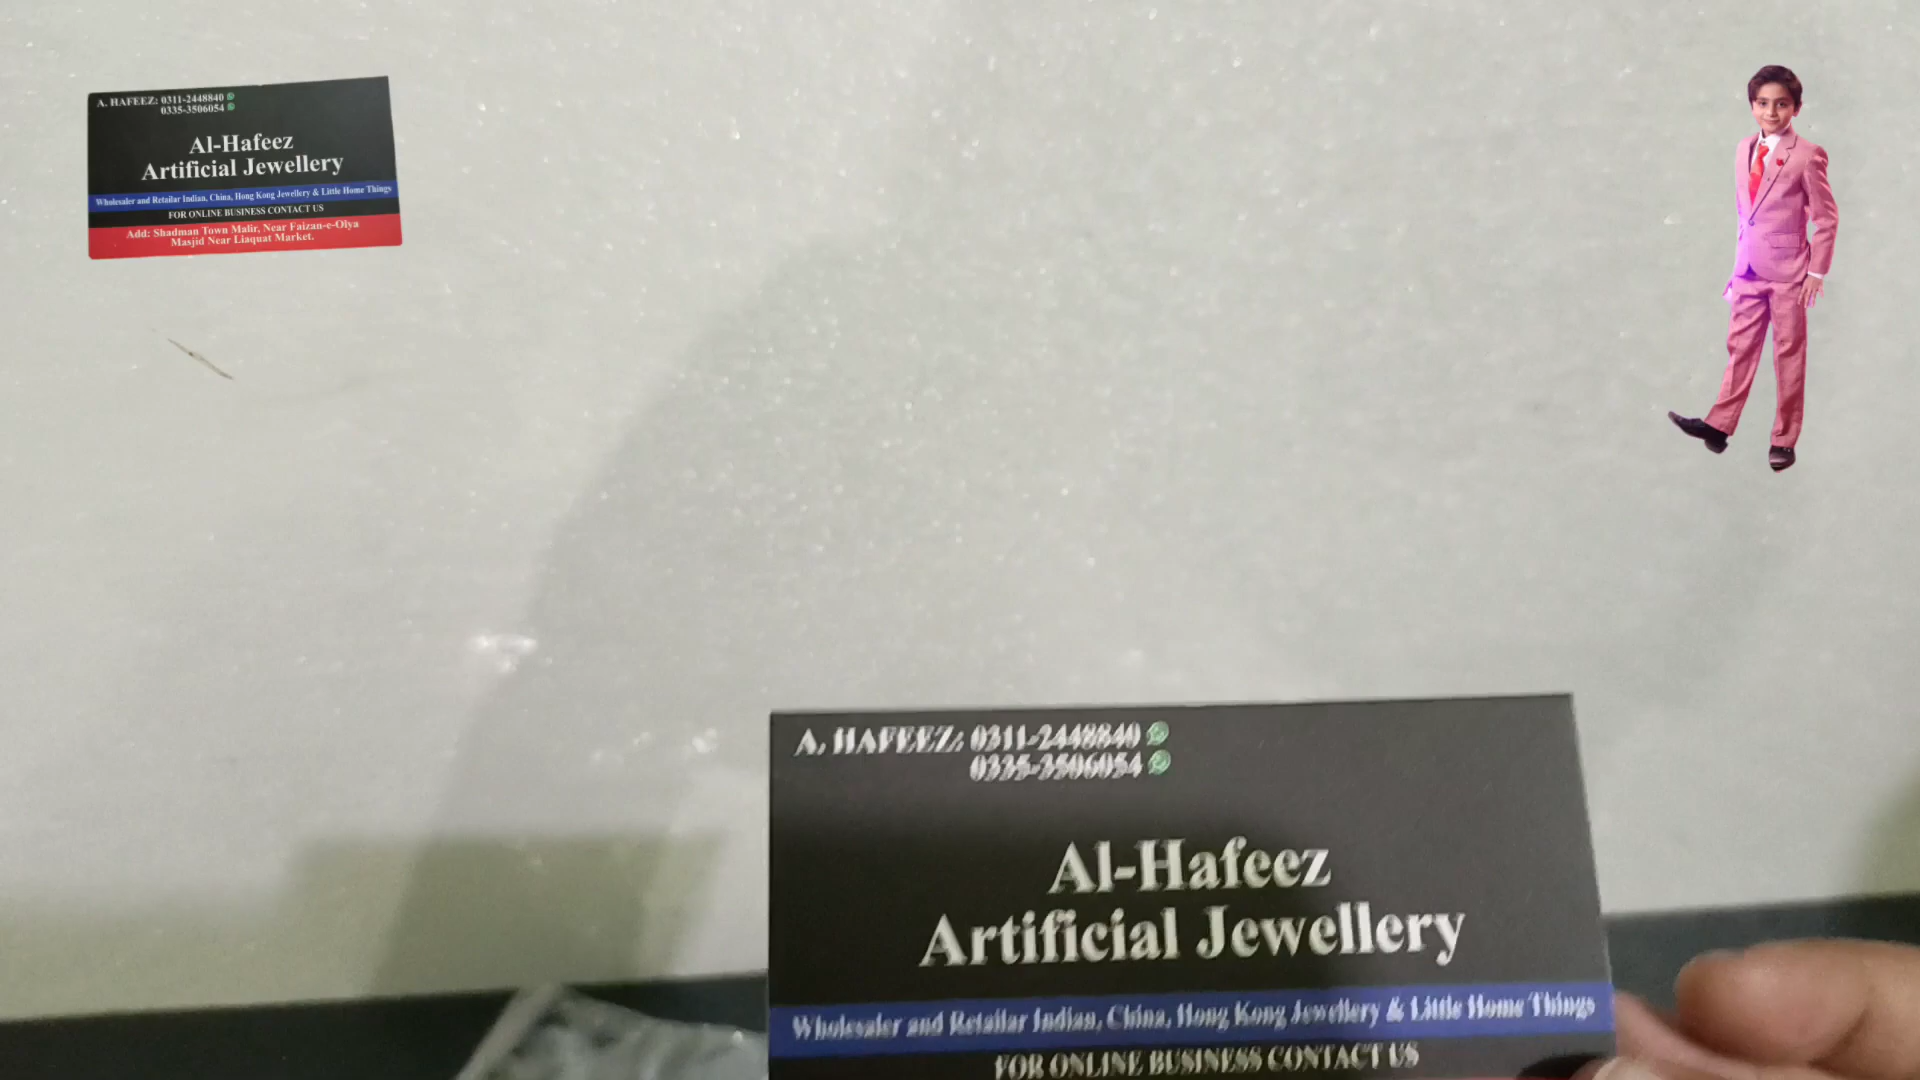 A. HAFEEZ: 0311-2448840
0335-3506054
Al-Hafeez
Artificial Jewellery
Wholesaler and Retailar Indian, China, Hong Kong Jewellery & Little Home Things
FOR ONLINE BUSINESS CONTACT US
Add: Shadman Town Malir, Near Faizan-e-Olya
Masjid Near Liaquat Market.
A. HAFEEZ: 0311-2448840
0335-3506054
Al-Hafeez
Artificial Jewellery
Wholesaler and Retailar Indian, China, Hong Kong Jewellery & Little Home Things
FOR ONLINE BUSINESS CONTACT US